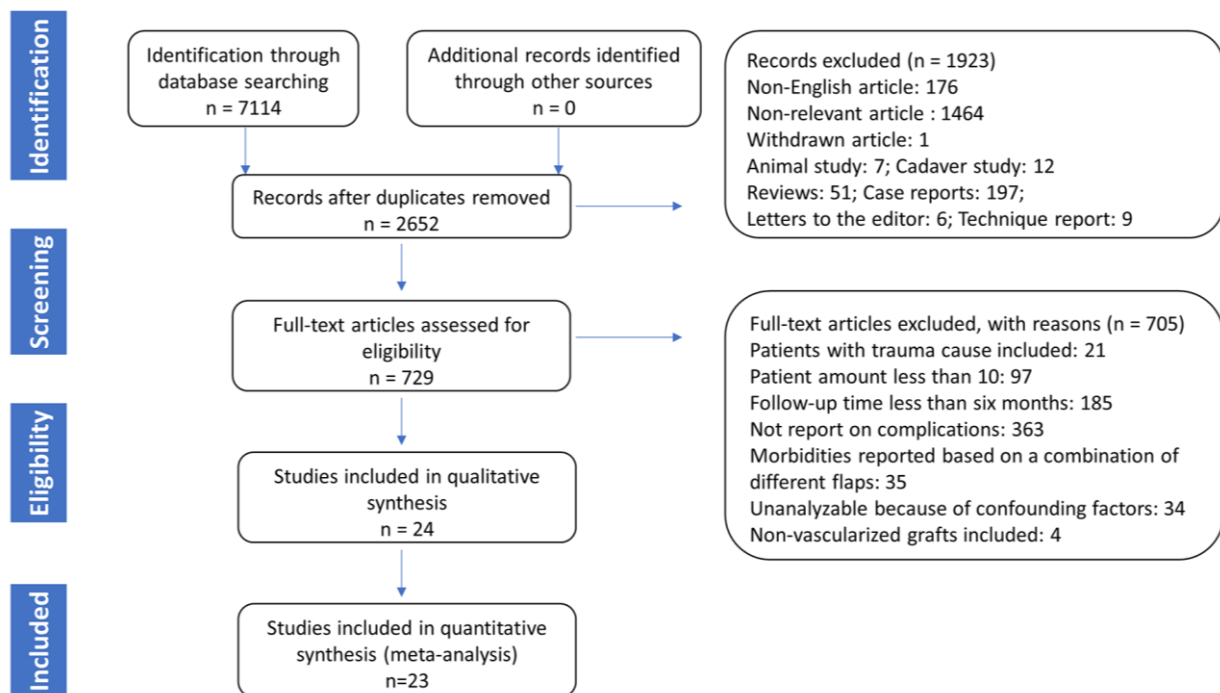 Identification
Identification through
database searching
n = 7114
Additional records identified
through other sources
n = 0
Records excluded (n = 1923)
Non-English article: 176
Non-relevant article : 1464
Withdrawn article: 1
Animal study: 7; Cadaver study: 12
Reviews: 51; Case reports: 197;
Letters to the editor: 6; Technique report: 9
Records after duplicates removed
n = 2652
Screening
Full-text articles assessed for
eligibility
n = 729
Full-text articles excluded, with reasons (n = 705)
Patients with trauma cause included: 21
Patient amount less than 10: 97
Follow-up time less than six months: 185
Not report on complications: 363
Morbidities reported based on a combination of
different flaps: 35
Unanalyzable because of confounding factors: 34
Non-vascularized grafts included: 4
Eligibility
Studies included in qualitative
synthesis
n = 24
Included
Studies included in quantitative
synthesis (meta-analysis)
n=23